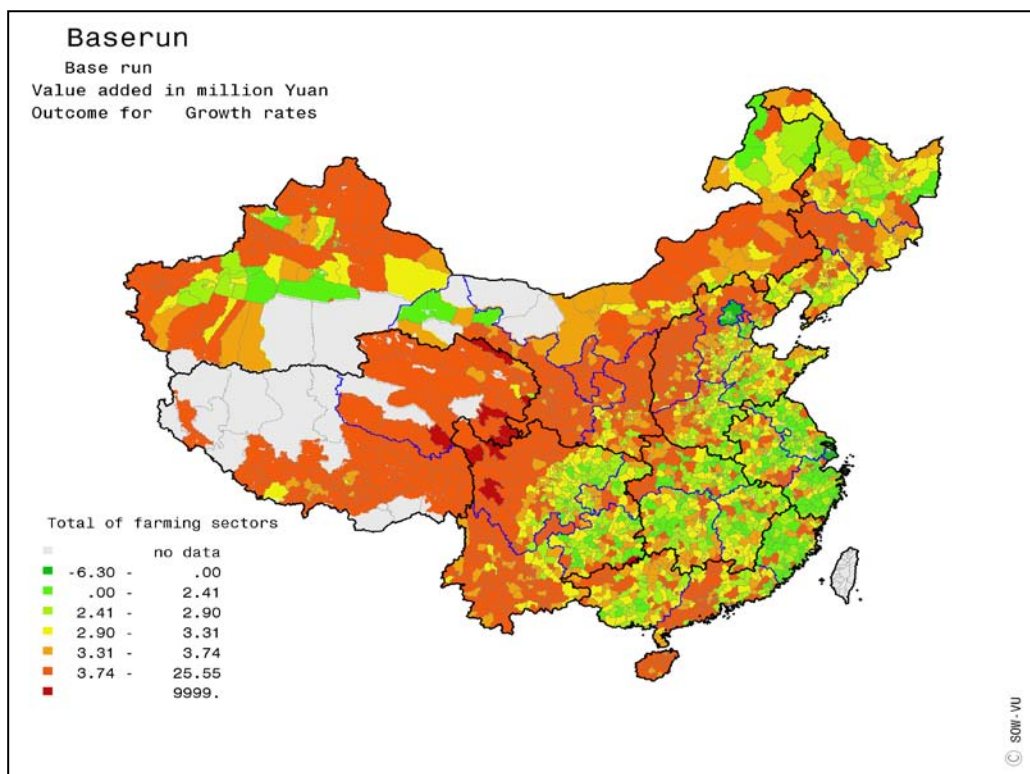 Baserun
Base run
Value added in million Yuan
Outcome for Growth rates
Total of farming sectors
no data
-6.30 - .00
.00 - 2.41
2.41 - 2.90
2.90 - 3.31
3.31 - 3.74
3.74 - 25.55
9999.
© SOW-VU